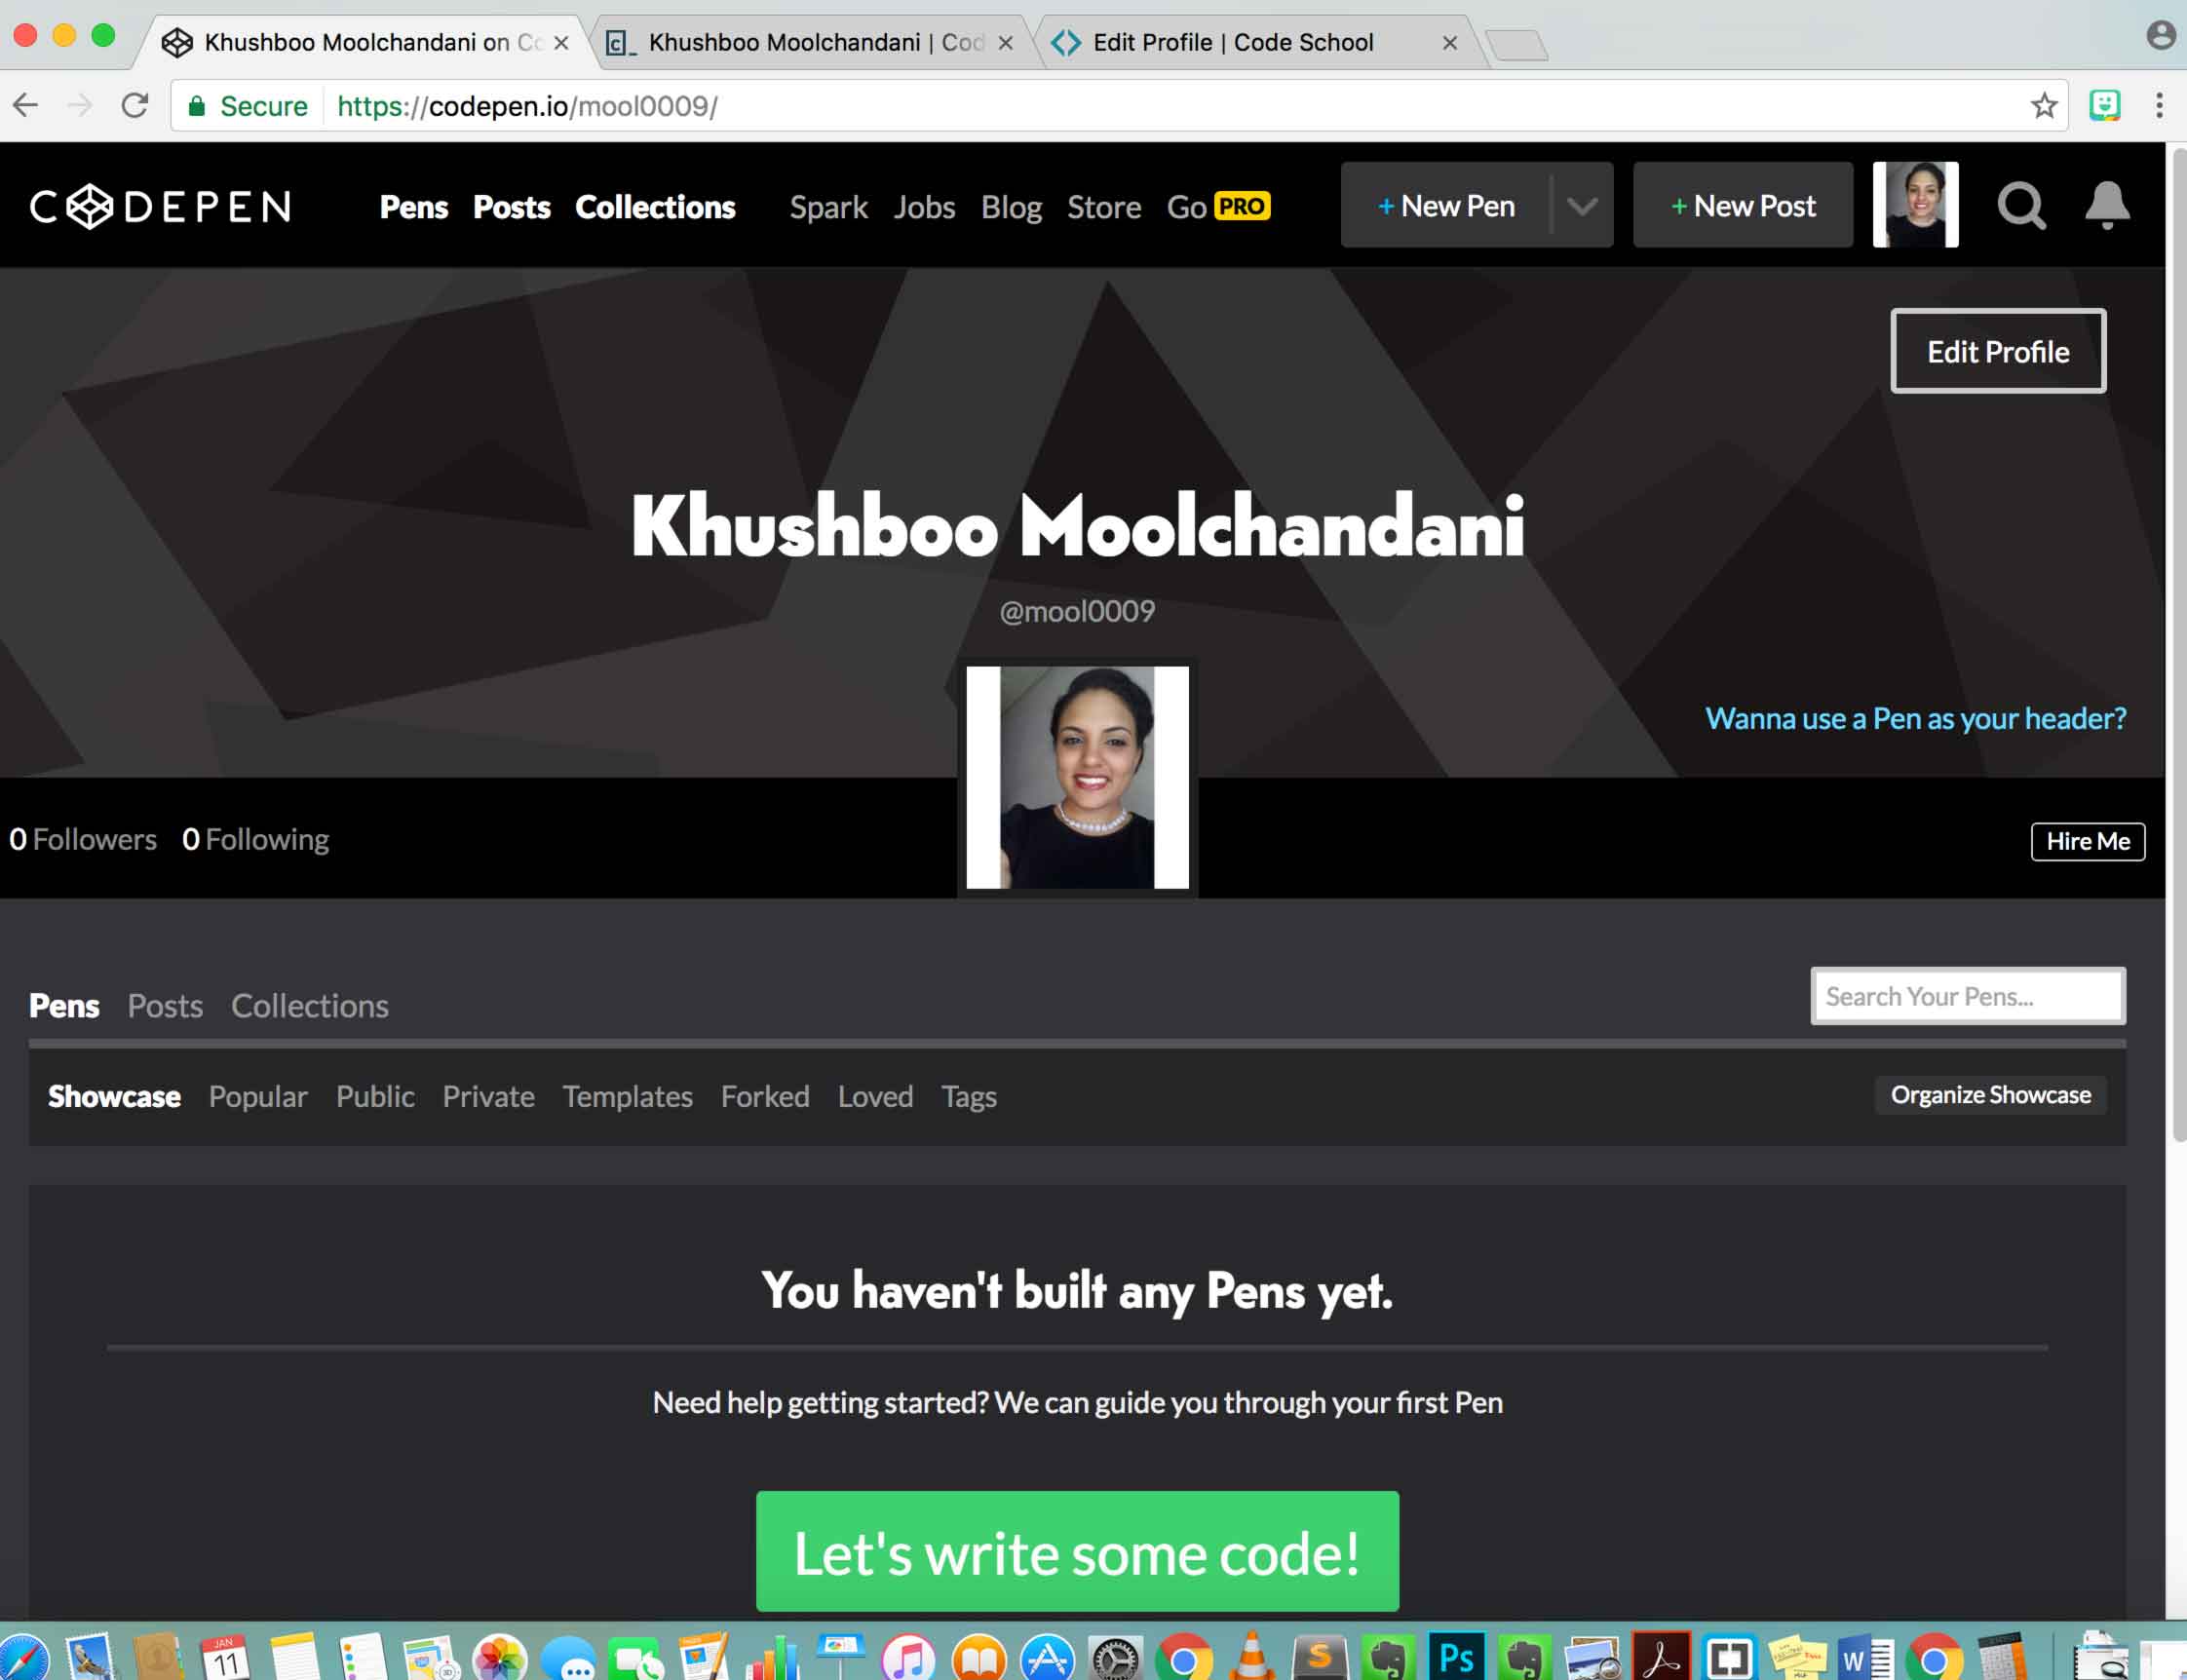 Khushboo Moolchandani on Co
Khushboo Moolchandani | Cod
Edit Profile | Code School
Secure https://codepen.io/mool0009/
CODEPEN Pens Posts Collections Spark Jobs Blog Store Go PRO + New Pen + New Post
Edit Profile
Khushboo Moolchandani
@mool0009
Wanna use a Pen as your header?
0 Followers 0 Following
Hire Me
Pens Posts Collections
Search Your Pens...
Showcase Popular Public Private Templates Forked Loved Tags
Organize Showcase
You haven't built any Pens yet.
Need help getting started? We can guide you through your first Pen
Let's write some code!
JAN
11
S
Ps
W